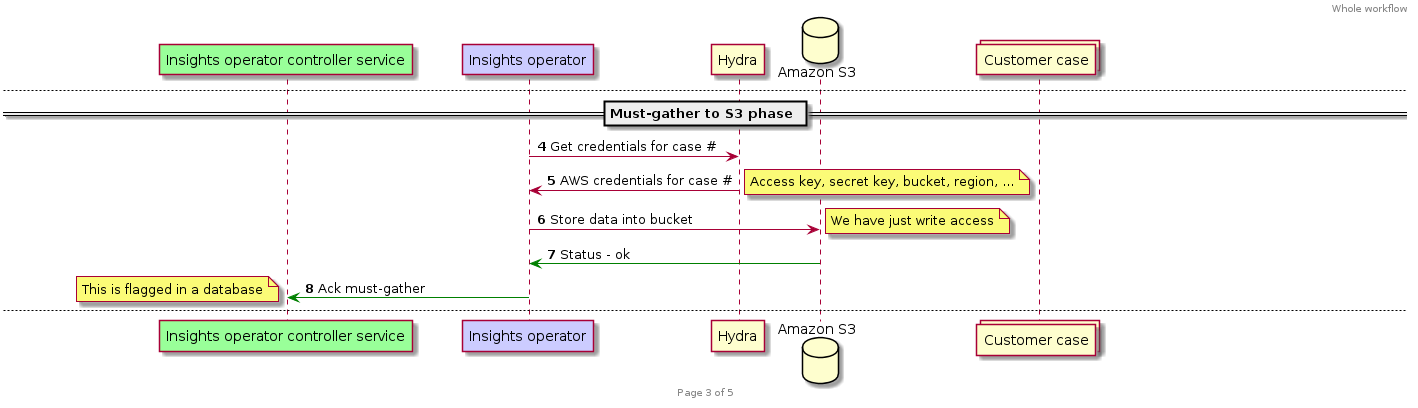 Whole workflow
Insights operator controller service
Insights operator
Hydra
Amazon S3
Customer case
Must-gather to S3 phase
4 Get credentials for case #
5 AWS credentials for case #
Access key, secret key, bucket, region, ...
6 Store data into bucket
We have just write access
7 Status - ok
This is flagged in a database
8 Ack must-gather
Insights operator controller service
Insights operator
Hydra
Amazon S3
Customer case
Page 3 of 5